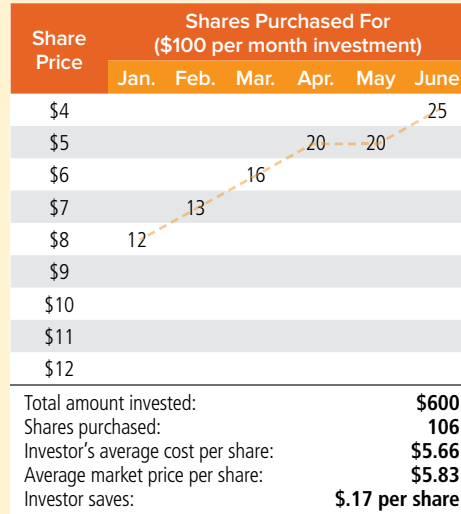 Share Price
Shares Purchased For
($100 per month investment)
Jan. Feb. Mar. Apr. May June
$4 25
$5 20 20
$6 16
$7 13
$8 12
$9
$10
$11
$12
Total amount invested: $600
Shares purchased: 106
Investor's average cost per share: $5.66
Average market price per share: $5.83
Investor saves: $.17 per share